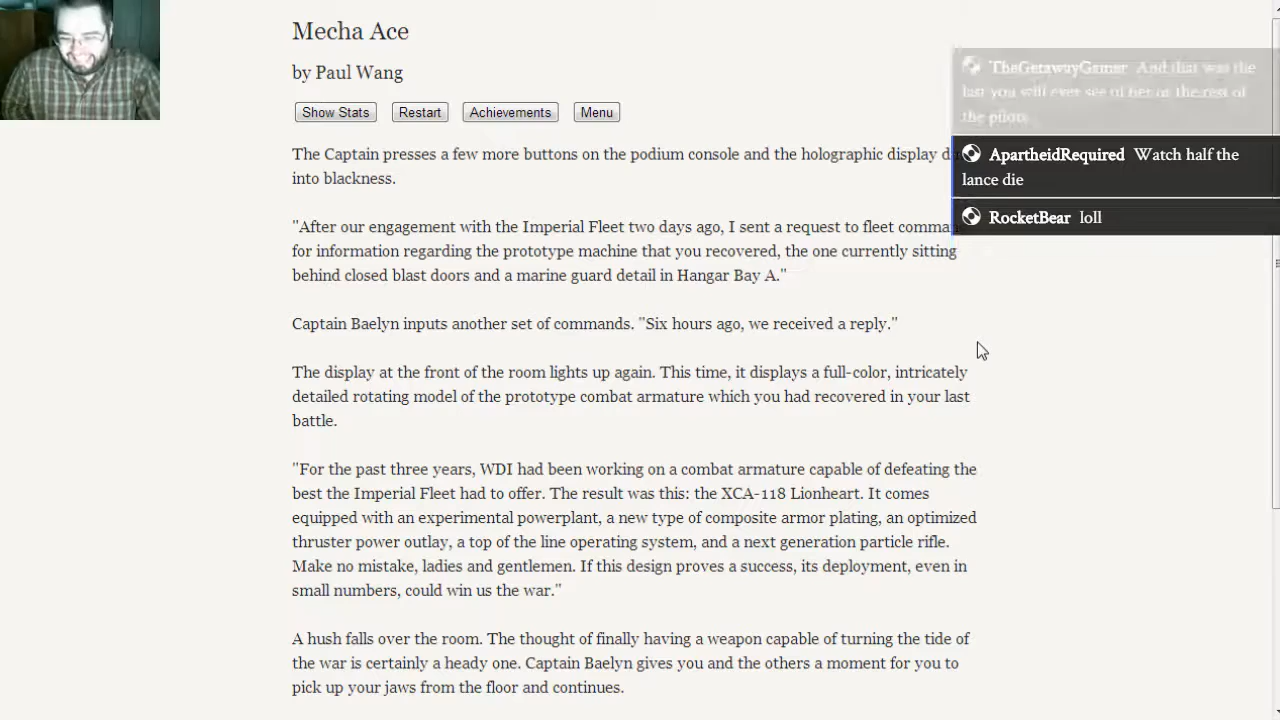 Mecha Ace
by Paul Wang
Show Stats Restart Achievements Menu
The Captain presses a few more buttons on the podium console and the holographic display
into blackness.
"After our engagement with the Imperial Fleet two days ago, I sent a request to fleet
for information regarding the prototype machine that you recovered, the one currently sitting
behind closed blast doors and a marine guard detail in Hangar Bay A."
Captain Baelyn inputs another set of commands. "Six hours ago, we received a reply."
The display at the front of the room lights up again. This time, it displays a full-color, intricately
detailed rotating model of the prototype combat armature which you had recovered in your last
battle.
"For the past three years, WDI had been working on a combat armature capable of defeating the
best the Imperial Fleet had to offer. The result was this: the XCA-118 Lionheart. It comes
equipped with an experimental powerplant, a new type of composite armor plating, an optimized
thruster power outlay, a top of the line operating system, and a next generation particle rifle.
Make no mistake, ladies and gentlemen. If this design proves a success, its deployment, even in
small numbers, could win us the war."
A hush falls over the room. The thought of finally having a weapon capable of turning the tide of
the war is certainly a heady one. Captain Baelyn gives you and the others a moment for you to
pick up your jaws from the floor and continues.
TheGetawayGamer And that was the
last you will ever see of her or the rest of
the pilots
ApartheidRequired Watch half the
lance die
RocketBear loll